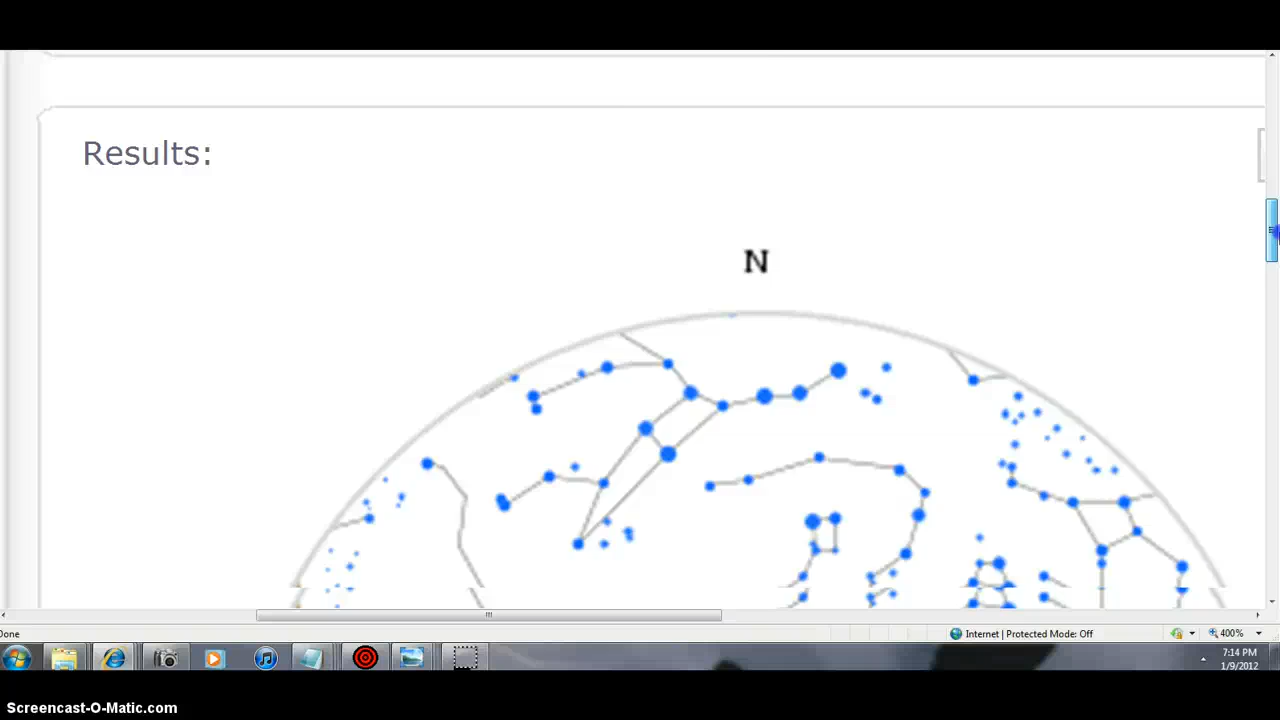 Results:
N
Done
Internet | Protected Mode: Off
400%
7:14 PM
1/9/2012
Screencast-O-Matic.com